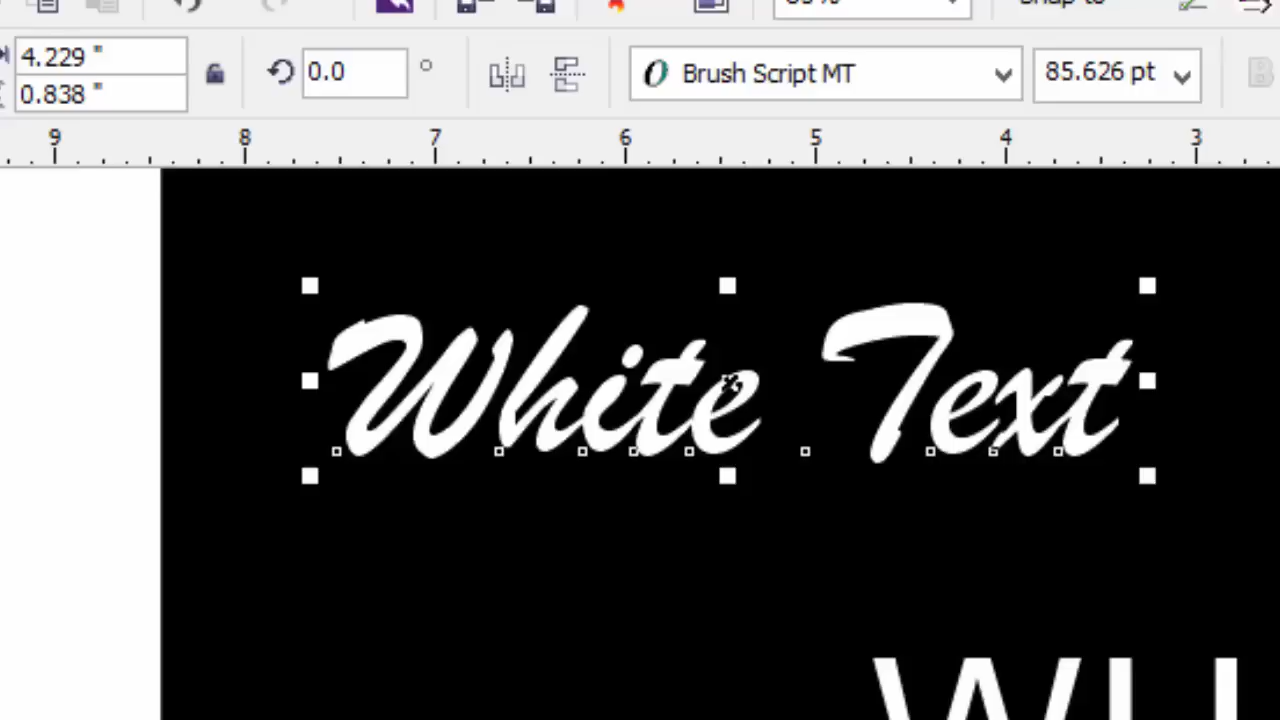 4.229 "
0.838 "
0.0 °
Brush Script MT
85.626 pt
9 8 7 6 5 4 3
White Text